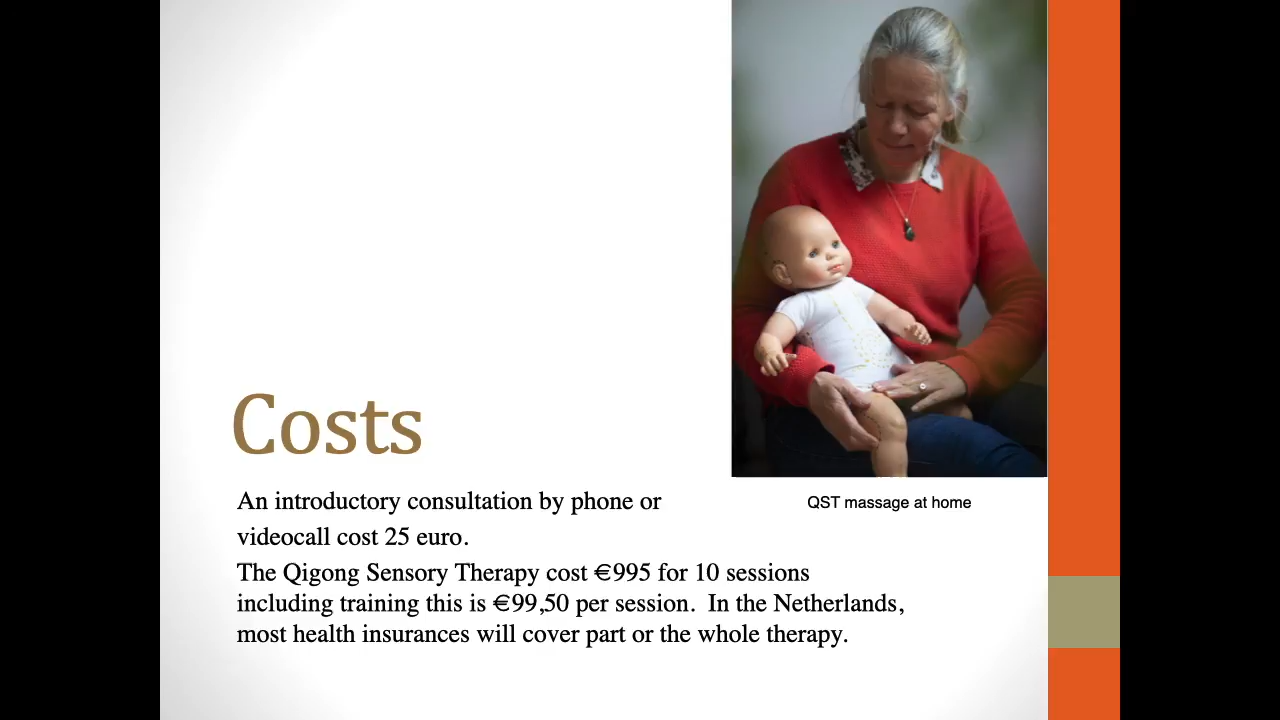 Costs
An introductory consultation by phone or
videocall cost 25 euro.
The Qigong Sensory Therapy cost €995 for 10 sessions
including training this is €99,50 per session.  In the Netherlands,
most health insurances will cover part or the whole therapy.
QST massage at home